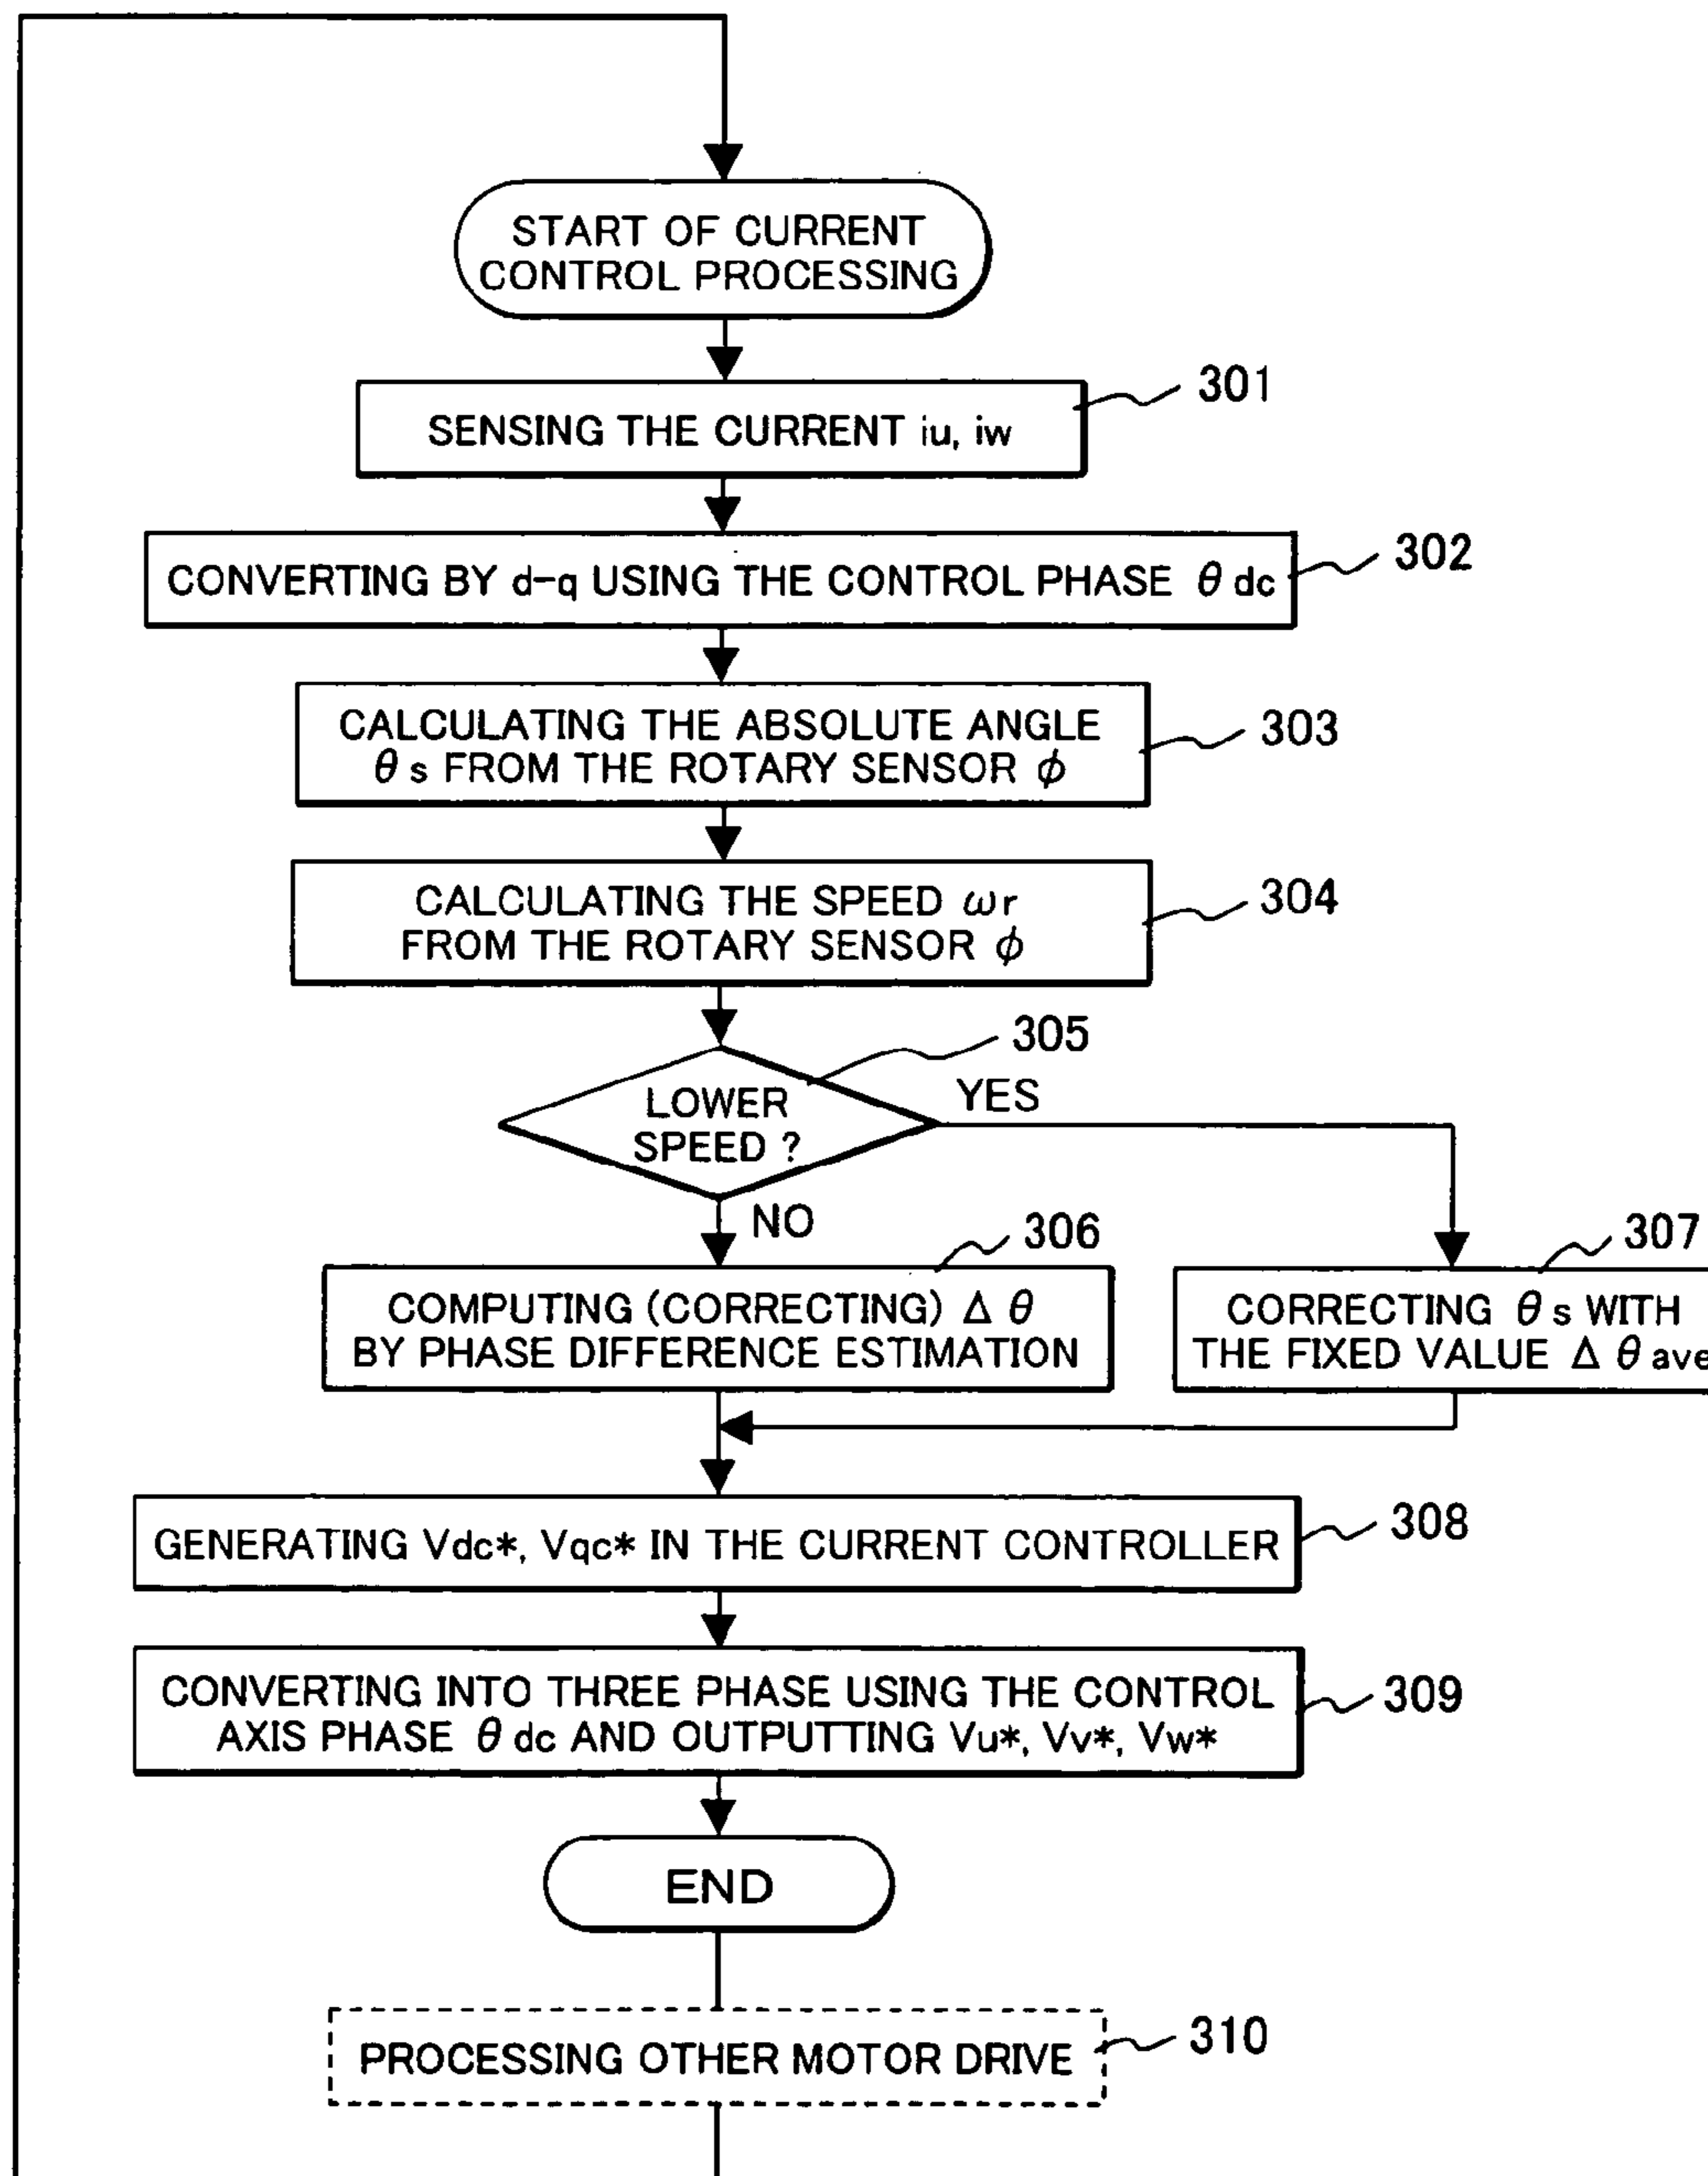 START OF CURRENT
CONTROL PROCESSING
301
SENSING THE CURRENT iu, iw
302
CONVERTING BY d-q USING THE CONTROL PHASE θ dc
CALCULATING THE ABSOLUTE ANGLE
θ s FROM THE ROTARY SENSOR ϕ
303
CALCULATING THE SPEED ωr
FROM THE ROTARY SENSOR ϕ
304
305
LOWER
SPEED ?
YES
NO
306
COMPUTING (CORRECTING) Δ θ
BY PHASE DIFFERENCE ESTIMATION
307
CORRECTING θ s WITH
THE FIXED VALUE Δ θ ave
GENERATING Vdc*, Vqc* IN THE CURRENT CONTROLLER
308
CONVERTING INTO THREE PHASE USING THE CONTROL
AXIS PHASE θ dc AND OUTPUTTING Vu*, Vv*, Vw*
309
END
PROCESSING OTHER MOTOR DRIVE
310